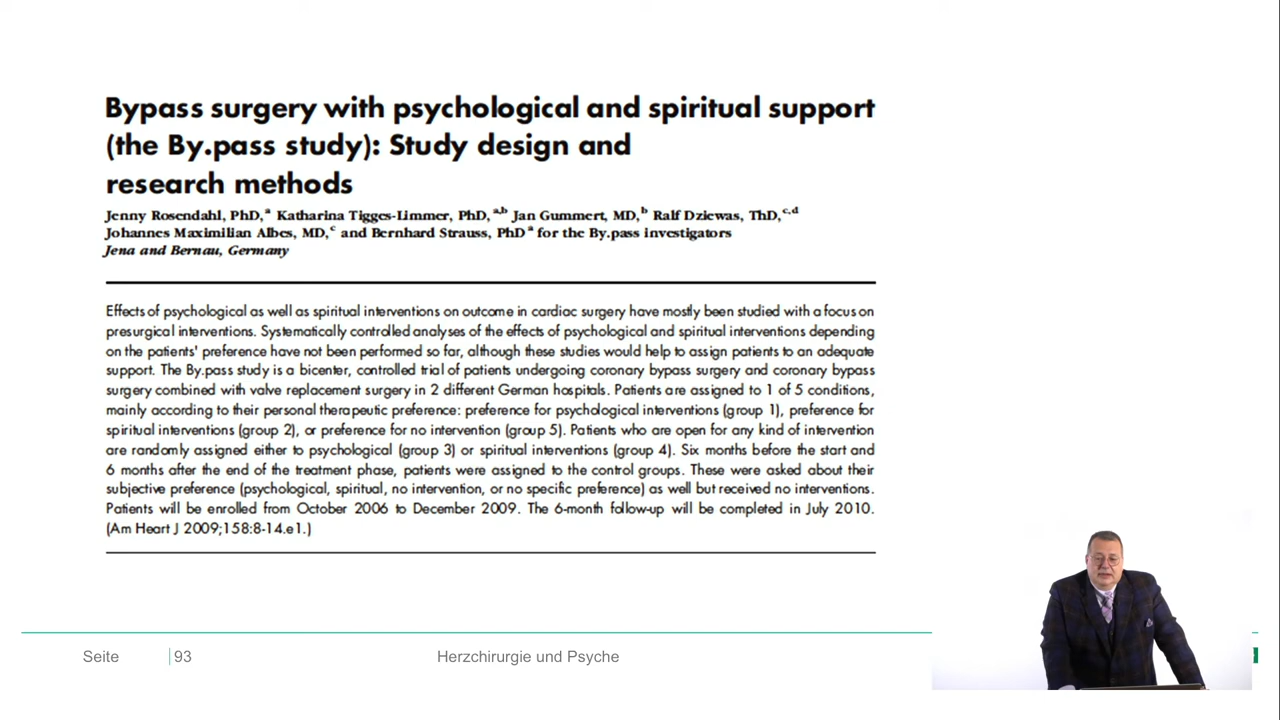 Bypass surgery with psychological and spiritual support
(the By.pass study): Study design and
research methods
Jenny Rosendahl, PhD,a Katharina Tigges-Limmer, PhD,a,b Jan Gummert, MD,b Ralf Dziewas, ThD,c,d
Johannes Maximilian Albes, MD,c and Bernhard Strauss, PhD a for the By.pass investigators
Jena and Bernau, Germany
Effects of psychological as well as spiritual interventions on outcome in cardiac surgery have mostly been studied with a focus on
presurgical interventions. Systematically controlled analyses of the effects of psychological and spiritual interventions depending
on the patients' preference have not been performed so far, although these studies would help to assign patients to an adequate
support. The By.pass study is a bicenter, controlled trial of patients undergoing coronary bypass surgery and coronary bypass
surgery combined with valve replacement surgery in 2 different German hospitals. Patients are assigned to 1 of 5 conditions,
mainly according to their personal therapeutic preference: preference for psychological interventions (group 1), preference for
spiritual interventions (group 2), or preference for no intervention (group 5). Patients who are open for any kind of intervention
are randomly assigned either to psychological (group 3) or spiritual interventions (group 4). Six months before the start and
6 months after the end of the treatment phase, patients were assigned to the control groups. These were asked about their
subjective preference (psychological, spiritual, no intervention, or no specific preference) as well but received no interventions.
Patients will be enrolled from October 2006 to December 2009. The 6-month follow-up will be completed in July 2010.
(Am Heart J 2009;158:8-14.e1.)
Seite |93 Herzchirurgie und Psyche